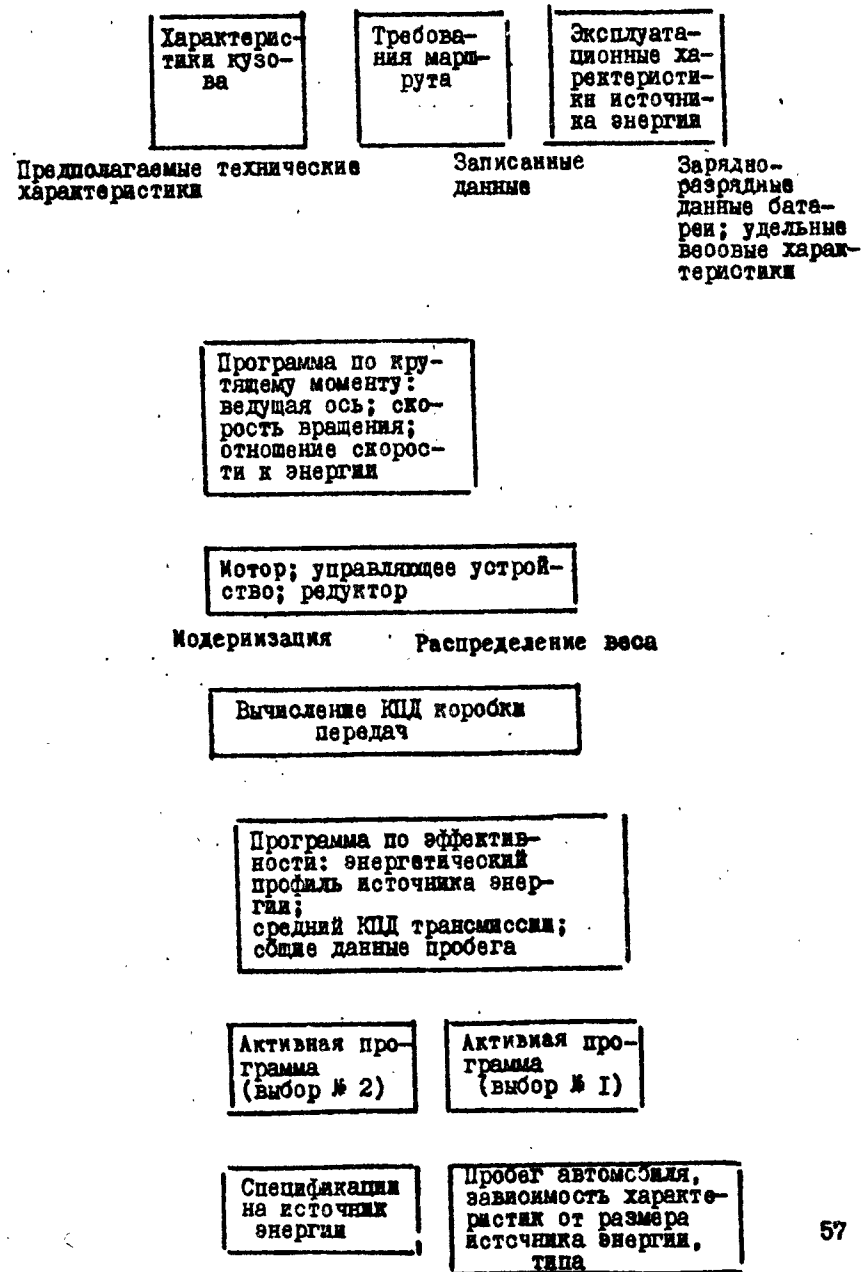 Характерис-
тики кузо-
ва
Требова-
ния марш-
рута
Эксплуата-
ционные ха-
рактеристи-
ки источни-
ка энергии
Предполагаемые технические
характеристики
Записанные
данные
Зарядно-
разрядные
данные бата-
реи; удельные
весовые харак-
теристики
Программа по кру-
тящему моменту:
ведущая ось; ско-
рость вращения;
отношение скорос-
ти к энергии
Мотор; управляющее устрой-
ство; редуктор
Модернизация
Распределение веса
Вычисление КПД коробки
передач
Программа по эффектив-
ности: энергетический
профиль источника энер-
гии;
средний КПД трансмиссии;
общие данные пробега
Активная про-
грамма
(выбор № 2)
Активная про-
грамма
(выбор № I)
Спецификации
на источник
энергии
Пробег автомобиля,
зависимость характе-
ристик от размера
источника энергии,
типа
57